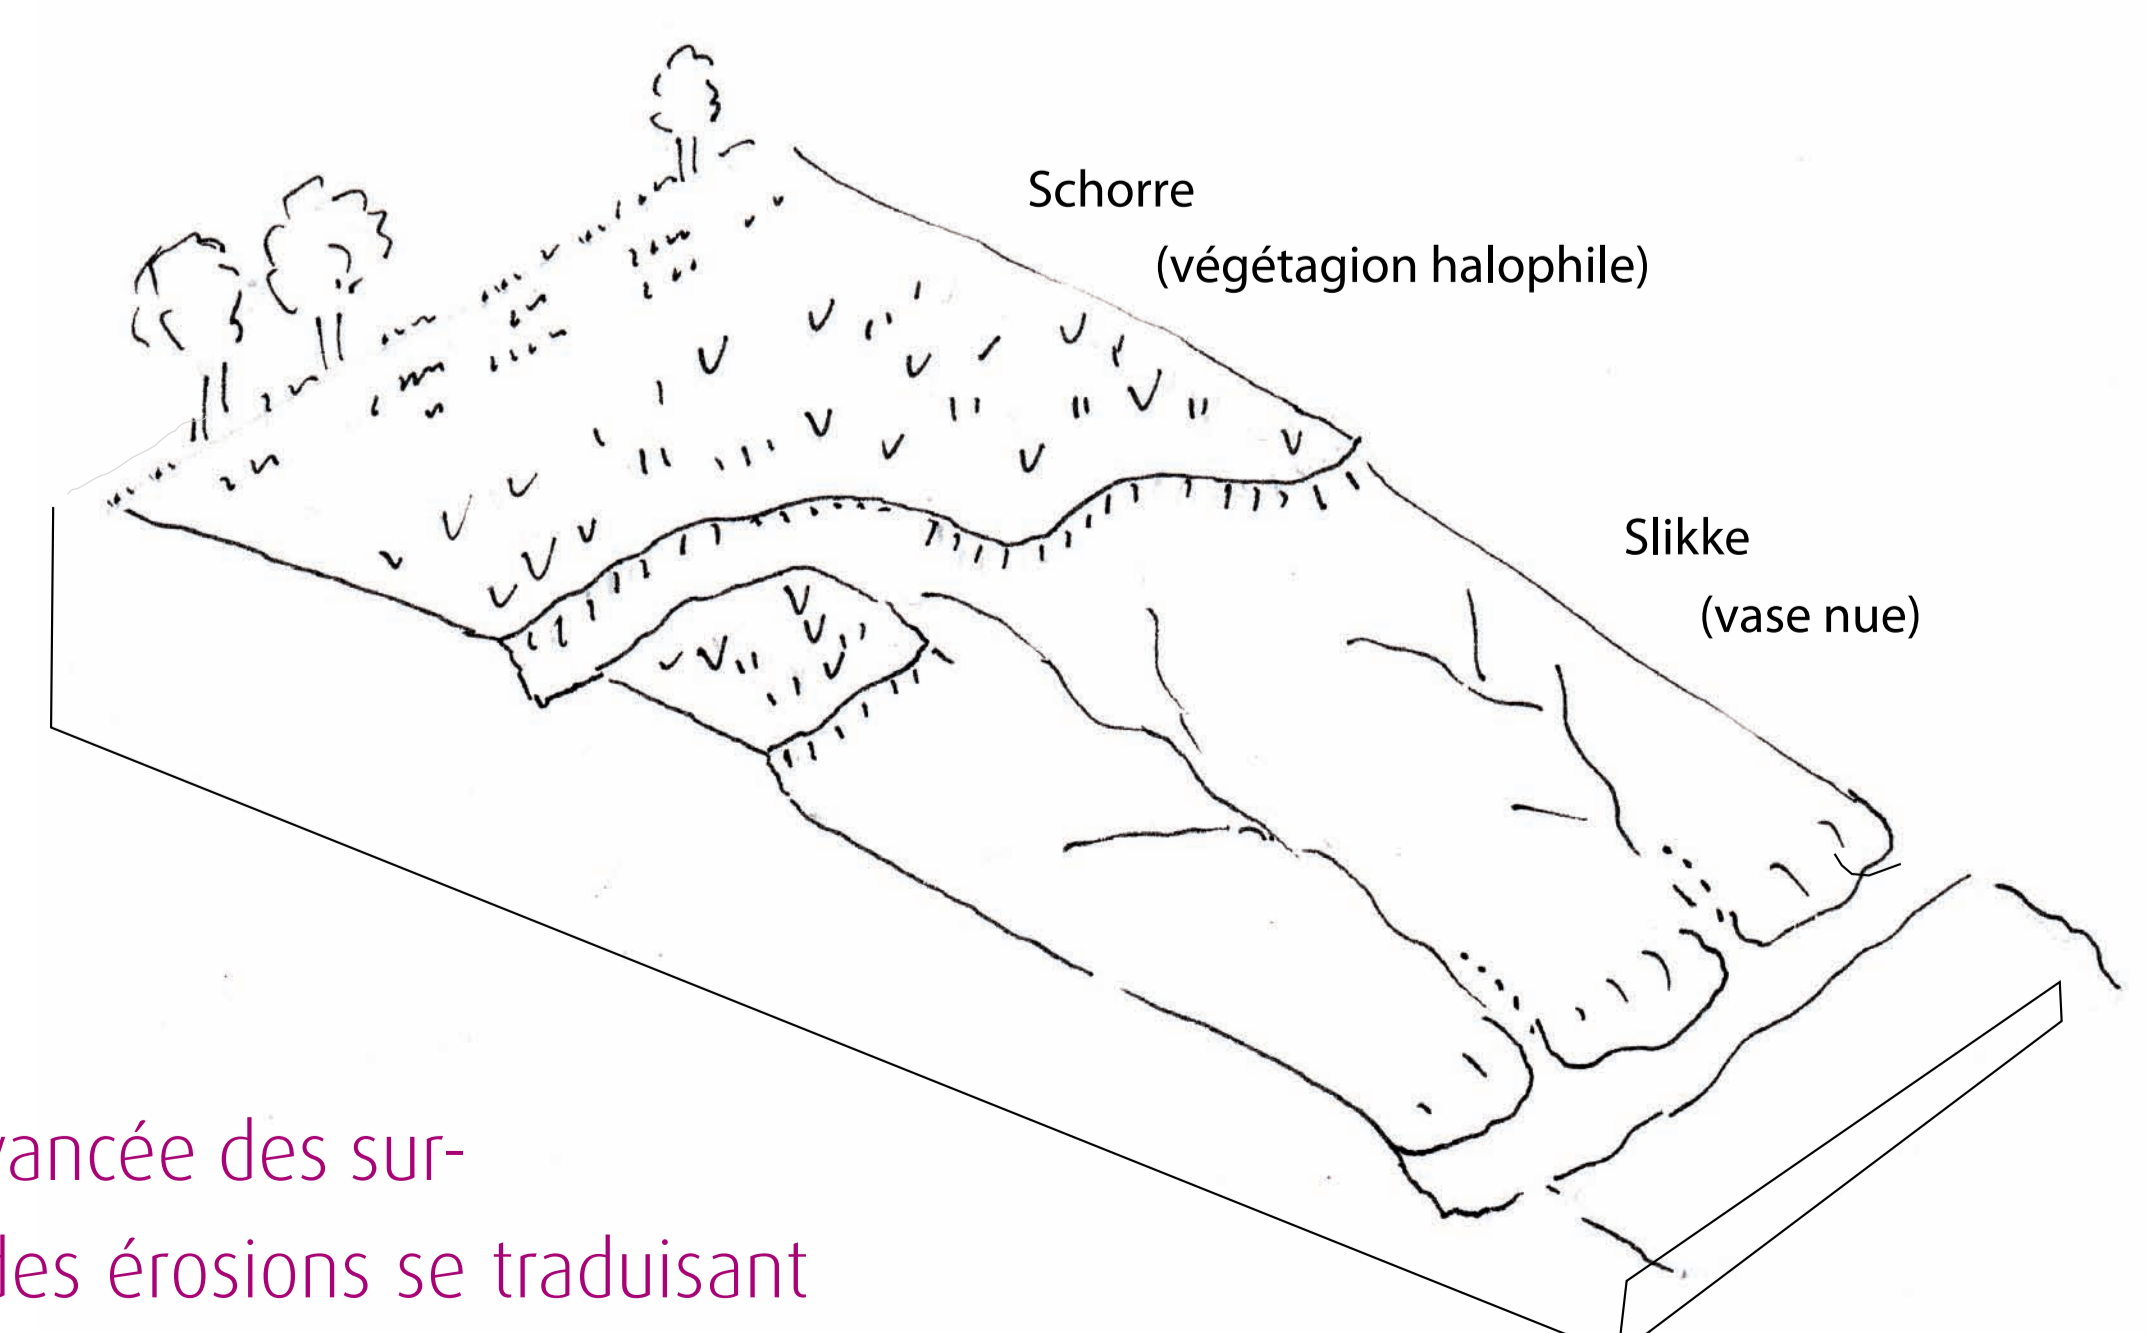 Schorre
(végétagion halophile)
Slikke
(vase nue)
vancée des sur-
des érosions se traduisant